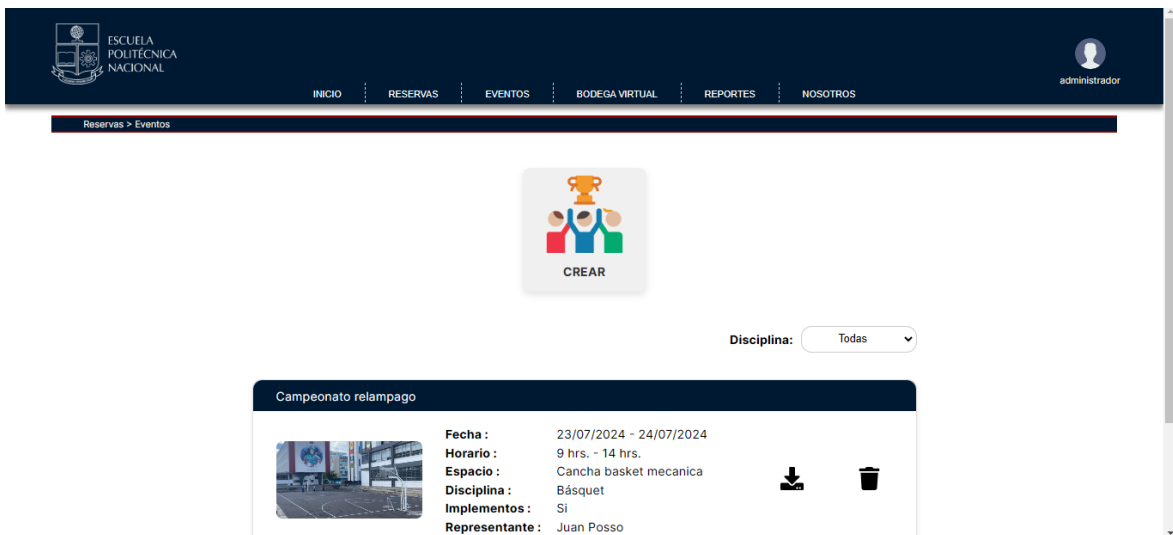 ESCUELA
POLITÉCNICA
NACIONAL
administrador
INICIO RESERVAS EVENTOS BODEGA VIRTUAL REPORTES NOSOTROS
Reservas > Eventos
CREAR
Disciplina: Todas
Campeonato relampago
Fecha : 23/07/2024 - 24/07/2024
Horario : 9 hrs. - 14 hrs.
Espacio : Cancha basket mecanica
Disciplina : Básquet
Implementos : Si
Representante : Juan Posso